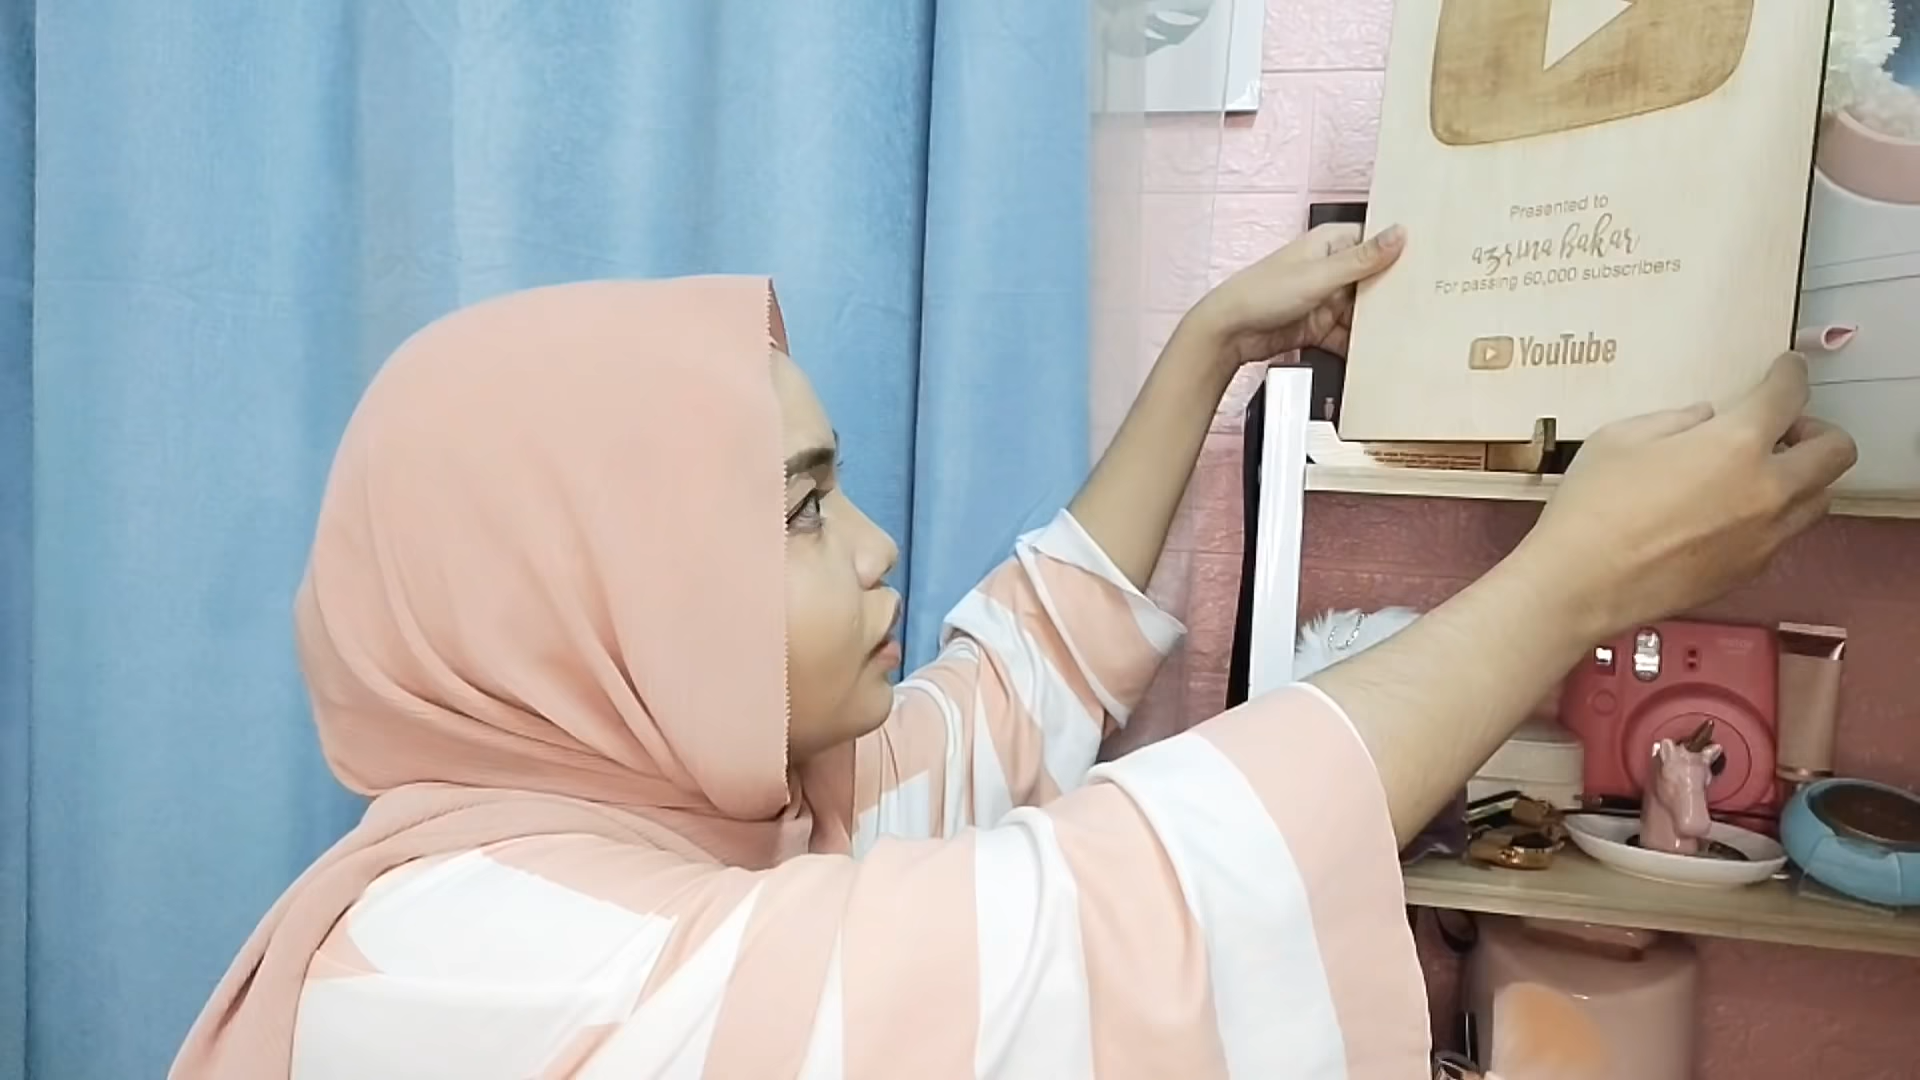 Presented to
azrina bakar
For passing 60,000 subscribers
YouTube